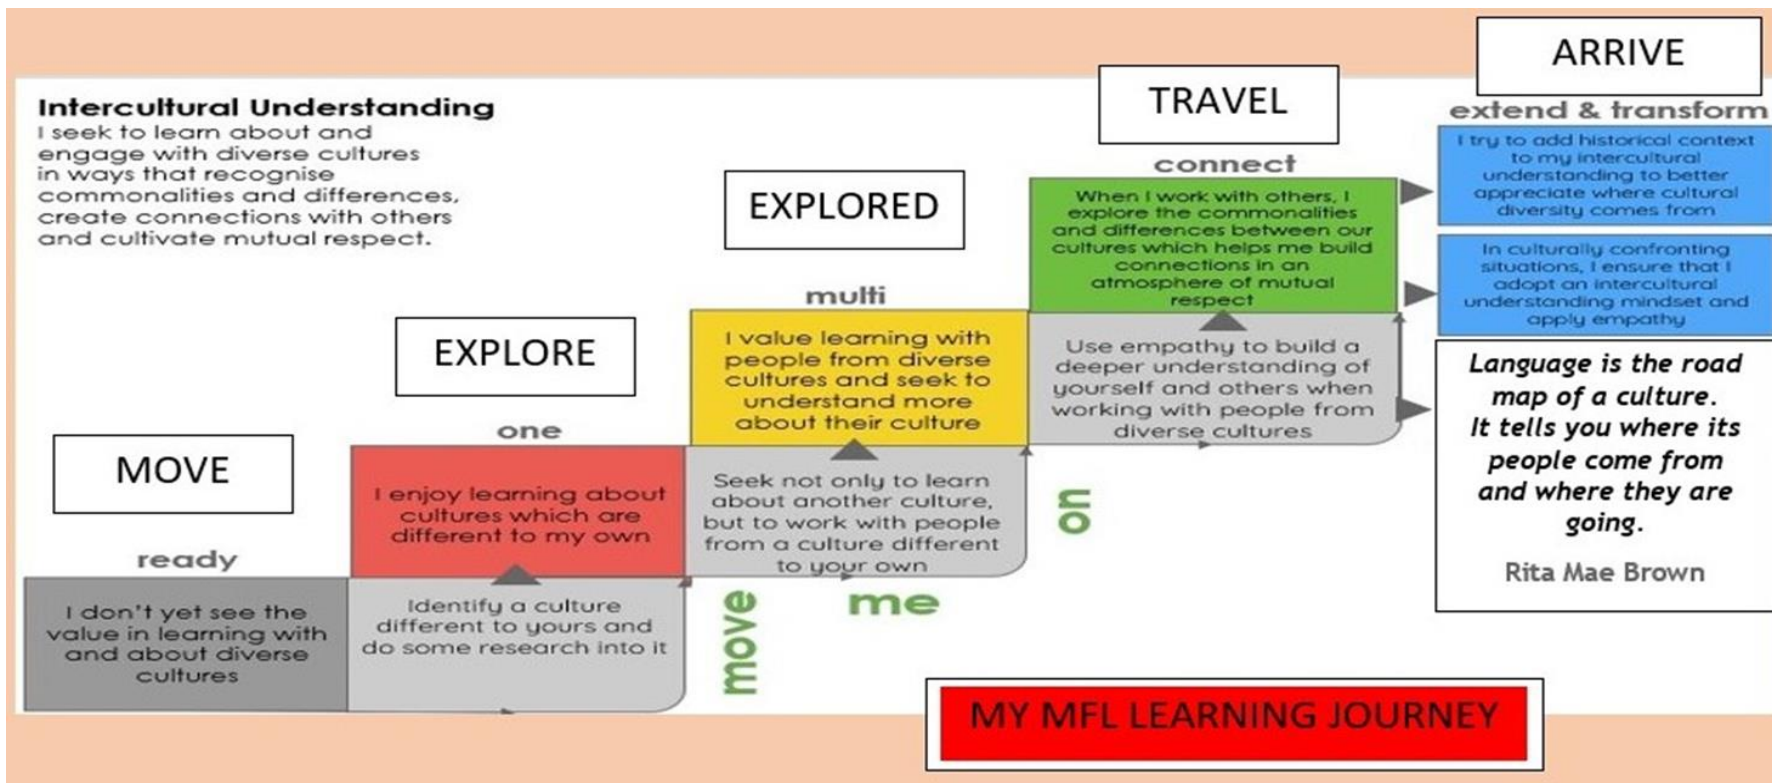 Intercultural Understanding
I seek to learn about and
engage with diverse cultures
in ways that recognise
commonalities and differences,
create connections with others
and cultivate mutual respect.
MOVE
ready
I don't yet see the
value in learning with
and about diverse
cultures
EXPLORE
one
I enjoy learning about
cultures which are
different to my own
Identify a culture
different to yours and
do some research into it
EXPLORED
multi
I value learning with
people from diverse
cultures and seek to
understand more
about their culture
Seek not only to learn
about another culture,
but to work with people
from a culture different
to your own
move
me
on
TRAVEL
connect
When I work with others, I
explore the commonalities
and differences between our
cultures which helps me build
connections in an
atmosphere of mutual
respect
Use empathy to build a
deeper understanding of
yourself and others when
working with people from
diverse cultures
ARRIVE
extend & transform
I try to add historical context
to my intercultural
understanding to better
appreciate where cultural
diversity comes from
In culturally confronting
situations, I ensure that I
adopt an intercultural
understanding mindset and
apply empathy
Language is the road
map of a culture.
It tells you where its
people come from
and where they are
going.
Rita Mae Brown
MY MFL LEARNING JOURNEY